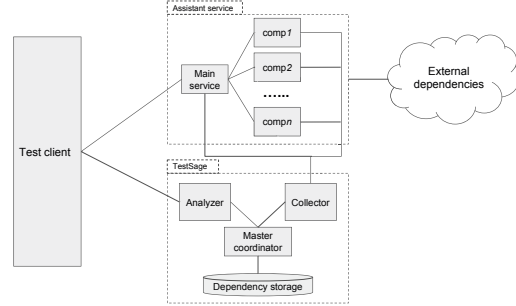 Assistant service
comp1
Main
service
comp2
......
compn
External
dependencies
Test client
TestSage
Analyzer
Collector
Master
coordinator
Dependency storage